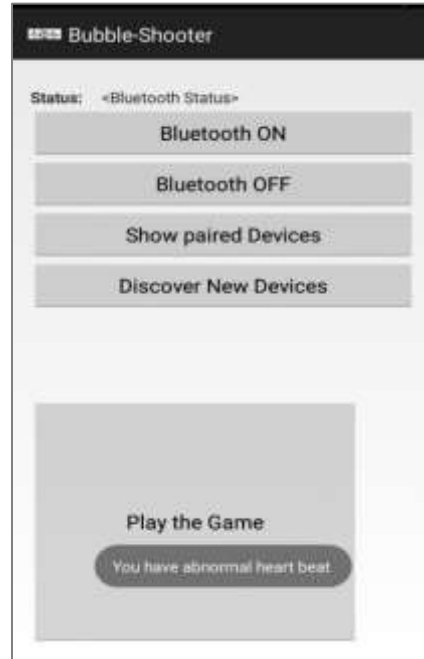 Bubble-Shooter
Status: <Bluetooth Status>
Bluetooth ON
Bluetooth OFF
Show paired Devices
Discover New Devices
Play the Game
You have abnormal heart beat